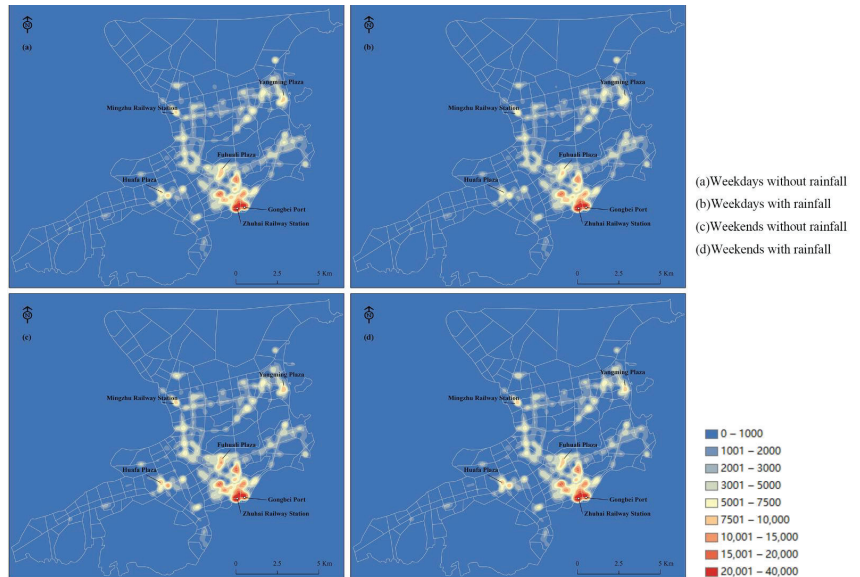 (a)
Yangming Plaza
Mingzhu Railway Station
Fuhuali Plaza
Huafa Plaza
Gongbei Port
Zhuhai Railway Station
0 2.5 5 Km
(b)
Yangming Plaza
Mingzhu Railway Station
Fuhuali Plaza
Huafa Plaza
Gongbei Port
Zhuhai Railway Station
0 2.5 5 Km
(a)Weekdays without rainfall
(b)Weekdays with rainfall
(c)Weekends without rainfall
(d)Weekends with rainfall
(c)
Yangming Plaza
Mingzhu Railway Station
Fuhuali Plaza
Huafa Plaza
Gongbei Port
Zhuhai Railway Station
0 2.5 5 Km
(d)
Yangming Plaza
Mingzhu Railway Station
Fuhuali Plaza
Huafa Plaza
Gongbei Port
Zhuhai Railway Station
0 2.5 5 Km
0 – 1000
1001 – 2000
2001 – 3000
3001 – 5000
5001 – 7500
7501 – 10,000
10,001 – 15,000
15,001 – 20,000
20,001 – 40,000